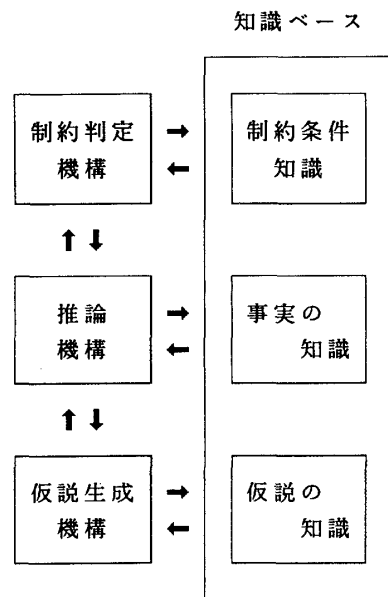 知識ベース
制約判定
機構
→
←
制約条件
知識
↑↓
推論
機構
→
←
事実の
知識
↑↓
仮説生成
機構
→
←
仮説の
知識